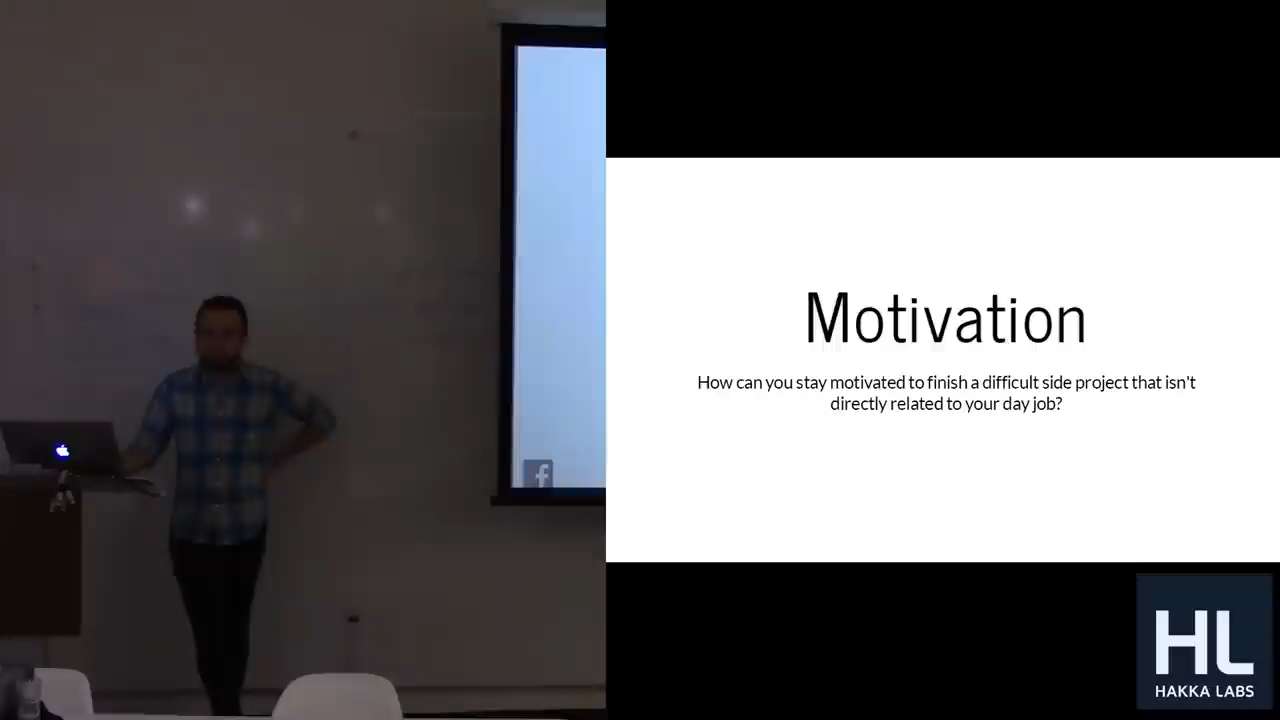 Motivation
How can you stay motivated to finish a difficult side project that isn't
directly related to your day job?
f
HL
HAKKA LABS